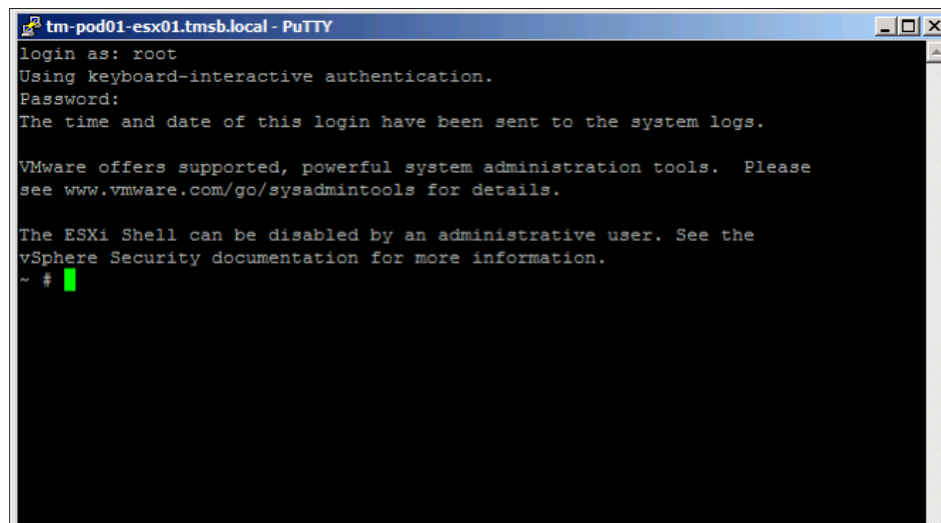 tm-pod01-esx01.tmsb.local - PuTTY
login as: root
Using keyboard-interactive authentication.
Password:
The time and date of this login have been sent to the system logs.
VMware offers supported, powerful system administration tools.  Please
see www.vmware.com/go/sysadmintools for details.
The ESXi Shell can be disabled by an administrative user. See the
vSphere Security documentation for more information.
~ #